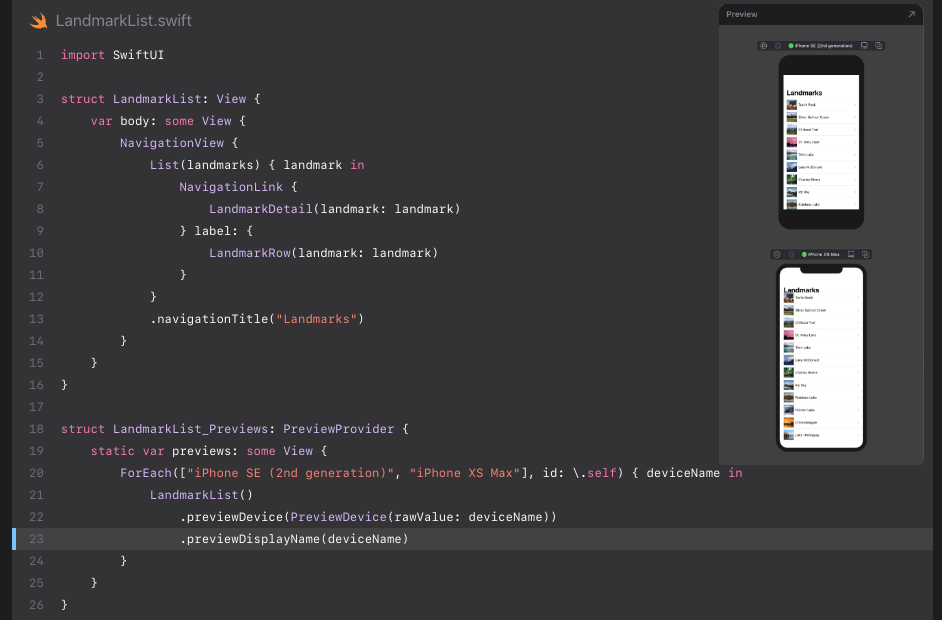 LandmarkList.swift
1 import SwiftUI
2
3 struct LandmarkList: View {
4 var body: some View {
5 NavigationView {
6 List(landmarks) { landmark in
7 NavigationLink {
8 LandmarkDetail(landmark: landmark)
9 } label: {
10 LandmarkRow(landmark: landmark)
11 }
12 }
13 .navigationTitle("Landmarks")
14 }
15 }
16 }
17
18 struct LandmarkList_Previews: PreviewProvider {
19 static var previews: some View {
20 ForEach(["iPhone SE (2nd generation)", "iPhone XS Max"], id: \.self) { deviceName in
21 LandmarkList()
22 .previewDevice(PreviewDevice(rawValue: deviceName))
23 .previewDisplayName(deviceName)
24 }
25 }
26 }
Preview
iPhone SE (2nd generation)
Landmarks
Turtle Rock
Silver Salmon Creek
Chilkoot Trail
St. Mary Lake
Twin Lake
Lake McDonald
Charley Rivers
Icy Bay
Rainbow Lake
iPhone XS Max
Landmarks
Turtle Rock
Silver Salmon Creek
Chilkoot Trail
St. Mary Lake
Twin Lake
Lake McDonald
Charley Rivers
Icy Bay
Rainbow Lake
Hidden Lake
Chincoteague
Lake Umbagog